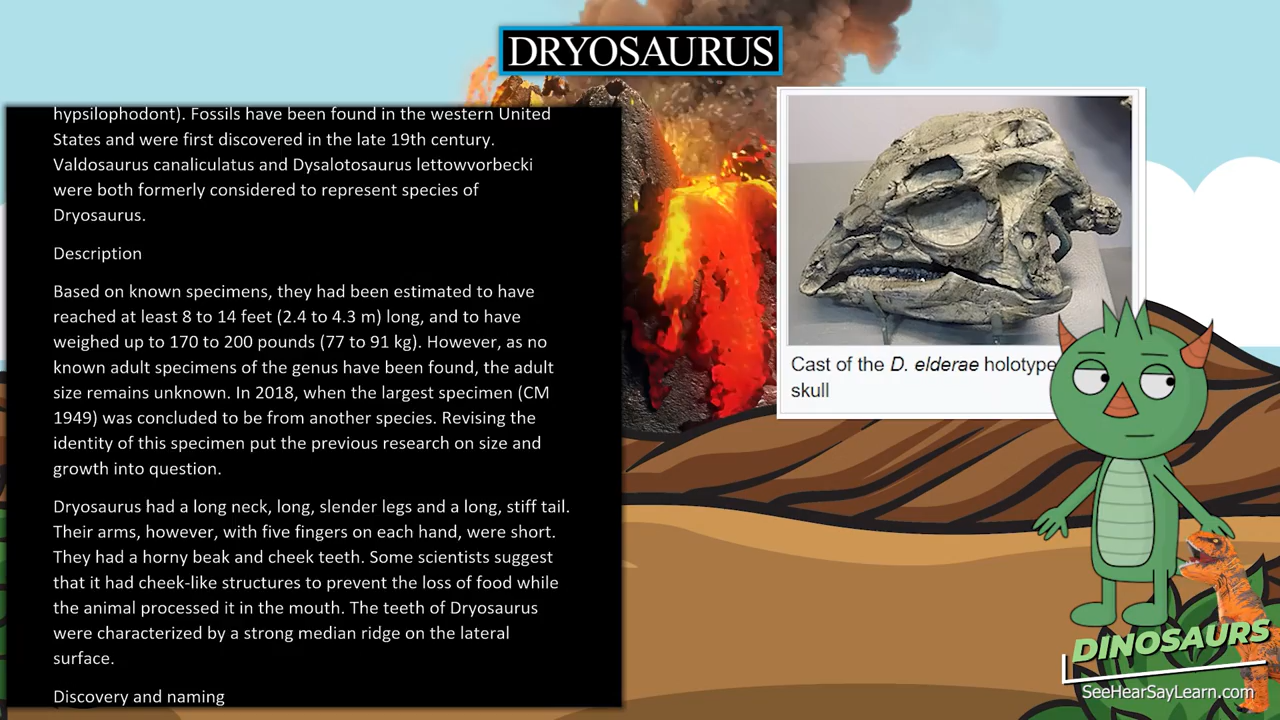 DRYOSAURUS
hypsilophodont). Fossils have been found in the western United
States and were first discovered in the late 19th century.
Valdosaurus canaliculatus and Dysalotosaurus lettowvorbecki
were both formerly considered to represent species of
Dryosaurus.
Description
Based on known specimens, they had been estimated to have
reached at least 8 to 14 feet (2.4 to 4.3 m) long, and to have
weighed up to 170 to 200 pounds (77 to 91 kg). However, as no
known adult specimens of the genus have been found, the adult
size remains unknown. In 2018, when the largest specimen (CM
1949) was concluded to be from another species. Revising the
identity of this specimen put the previous research on size and
growth into question.
Dryosaurus had a long neck, long, slender legs and a long, stiff tail.
Their arms, however, with five fingers on each hand, were short.
They had a horny beak and cheek teeth. Some scientists suggest
that it had cheek-like structures to prevent the loss of food while
the animal processed it in the mouth. The teeth of Dryosaurus
were characterized by a strong median ridge on the lateral
surface.
Discovery and naming
Cast of the D. elderae holotype
skull
DINOSAURS
SeeHearSayLearn.com